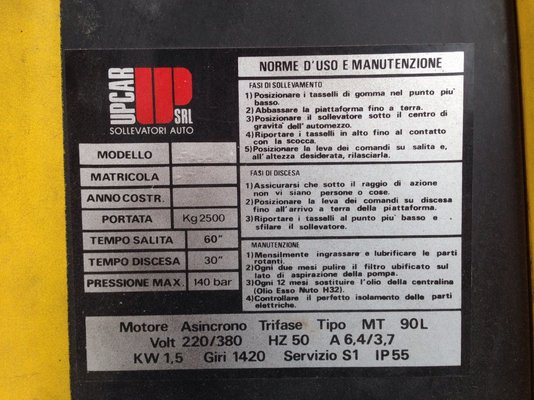 UPCAR
UP
SRL
SOLLEVATORI AUTO
MODELLO
MATRICOLA
ANNO COSTR.
PORTATA Kg 2500
TEMPO SALITA 60"
TEMPO DISCESA 30"
PRESSIONE MAX. 140 bar
NORME D'USO E MANUTENZIONE
FASI DI SOLLEVAMENTO
1) Posizionare i tasselli di gomma nel punto piu'
basso.
2) Abbassare la piattaforma fino a terra.
3) Posizionare il sollevatore sotto il centro di
gravita' dell'automezzo.
4) Riportare i tasselli in alto fino al contatto
con la scocca.
5) Posizionare la leva dei comandi su salita e,
all'altezza desiderata, rilasciarla.
FASI DI DISCESA
1) Assicurarsi che sotto il raggio di azione
non vi siano persone o cose.
2) Posizionare la leva dei comandi su discesa
fino all'arrivo a terra della piattaforma.
3) Riportare i tasselli al punto piu' basso e
sfilare il sollevatore.
MANUTENZIONE
1) Mensilmente ingrassare e lubrificare le parti
rotanti.
2) Ogni due mesi pulire il filtro ubificato sul
lato di aspirazione della pompa.
3) Ogni 12 mesi sostituire l'olio della centralina
(Olio Esso Nuto H32).
4) Controllare il perfetto isolamento delle parti
elettriche.
Motore Asincrono Trifase Tipo MT 90L
Volt 220/380 HZ 50 A 6,4/3,7
KW 1,5 Giri 1420 Servizio S1 IP 55